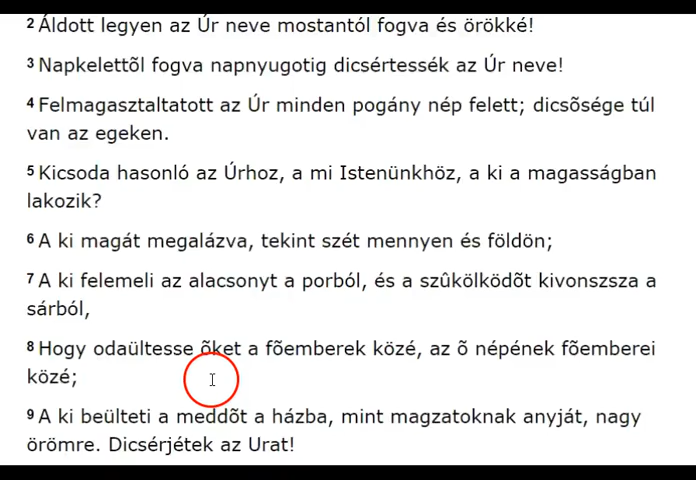 2 Áldott legyen az Úr neve mostantól fogva és örökké!
3 Napkelettõl fogva napnyugotig dicsértessék az Úr neve!
4 Felmagasztaltatott az Úr minden pogány nép felett; dicsõsége túl
van az egeken.
5 Kicsoda hasonló az Úrhoz, a mi Istenünkhöz, a ki a magasságban
lakozik?
6 A ki magát megalázva, tekint szét mennyen és földön;
7 A ki felemeli az alacsonyt a porból, és a szûkölködõt kivonszsza a
sárból,
8 Hogy odaültesse õket a fõemberek közé, az õ népének fõemberei
közé;
9 A ki beülteti a meddõt a házba, mint magzatoknak anyját, nagy
örömre. Dicsérjétek az Urat!